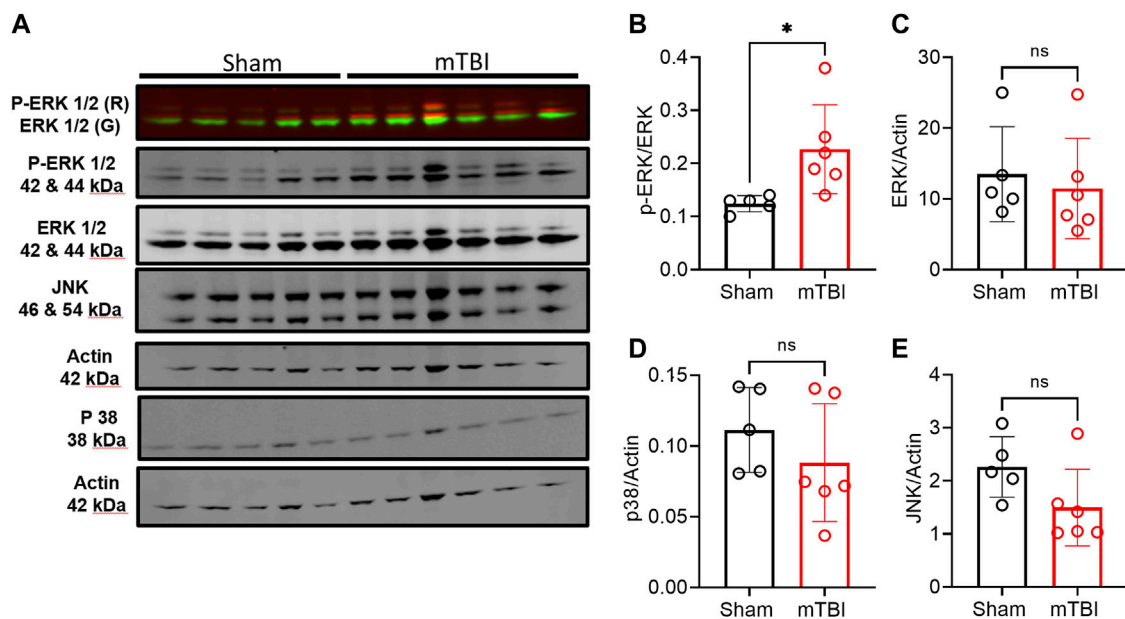 A
Sham
mTBI
P-ERK 1/2 (R)
ERK 1/2 (G)
P-ERK 1/2
42 & 44 kDa
ERK 1/2
42 & 44 kDa
JNK
46 & 54 kDa
Actin
42 kDa
P 38
38 kDa
Actin
42 kDa
B
*
p-ERK/ERK
0.4
0.3
0.2
0.1
0.0
Sham
mTBI
C
ns
ERK/Actin
30
20
10
0
Sham
mTBI
D
ns
p38/Actin
0.15
0.10
0.05
0.00
Sham
mTBI
E
ns
JNK/Actin
4
3
2
1
0
Sham
mTBI